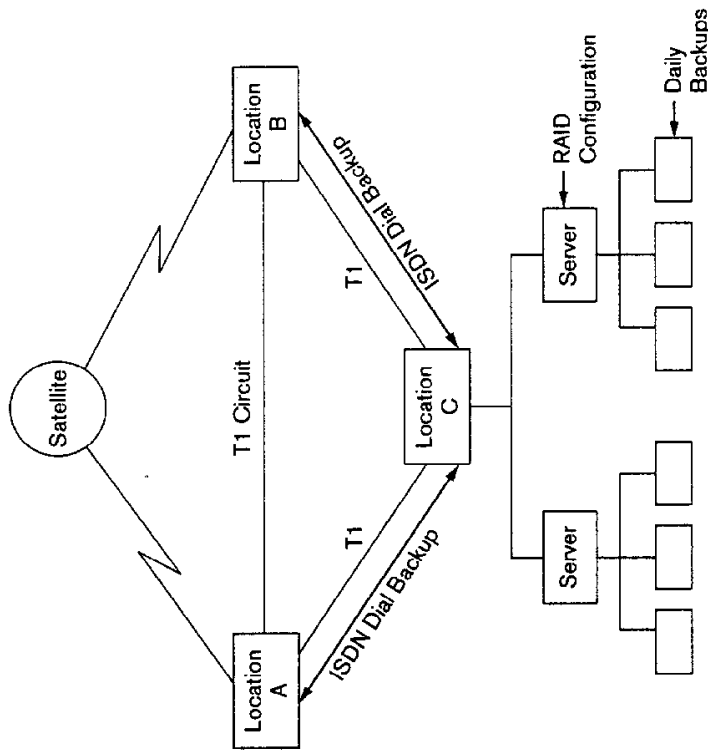 Satellite
Location
A
T1 Circuit
Location
B
T1
ISDN Dial Backup
T1
ISDN Dial Backup
Location
C
Server
Server
RAID
Configuration
Daily
Backups